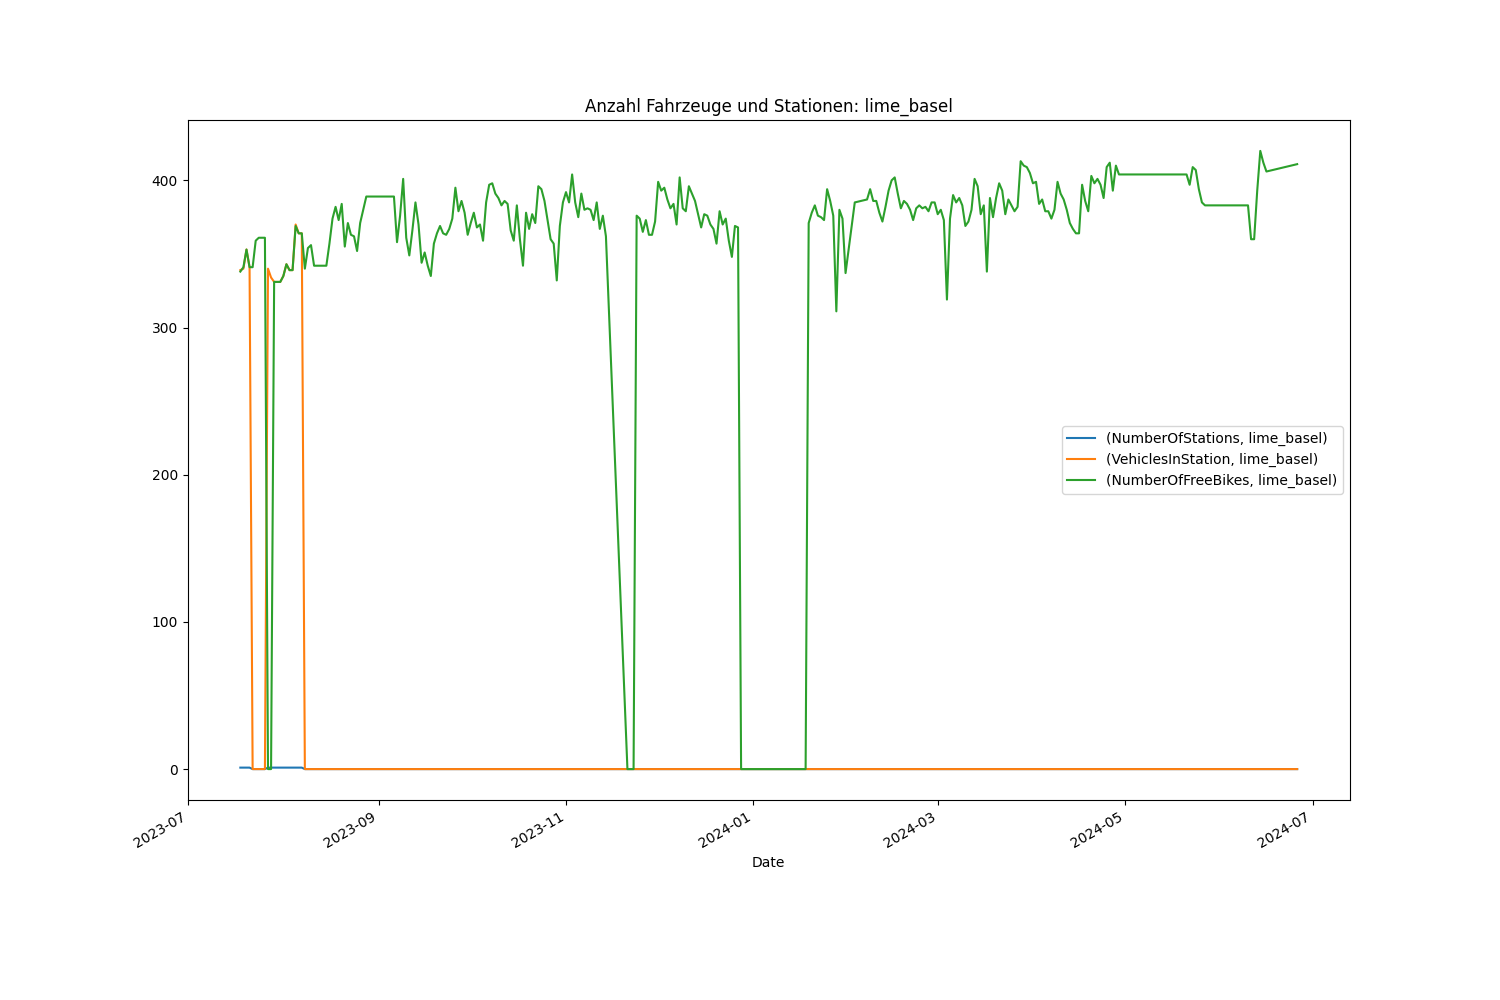 Anzahl Fahrzeuge und Stationen: lime_basel
400
300
200
100
0
(NumberOfStations, lime_basel)
(VehiclesInStation, lime_basel)
(NumberOfFreeBikes, lime_basel)
2023-07
2023-09
2023-11
2024-01
2024-03
2024-05
2024-07
Date